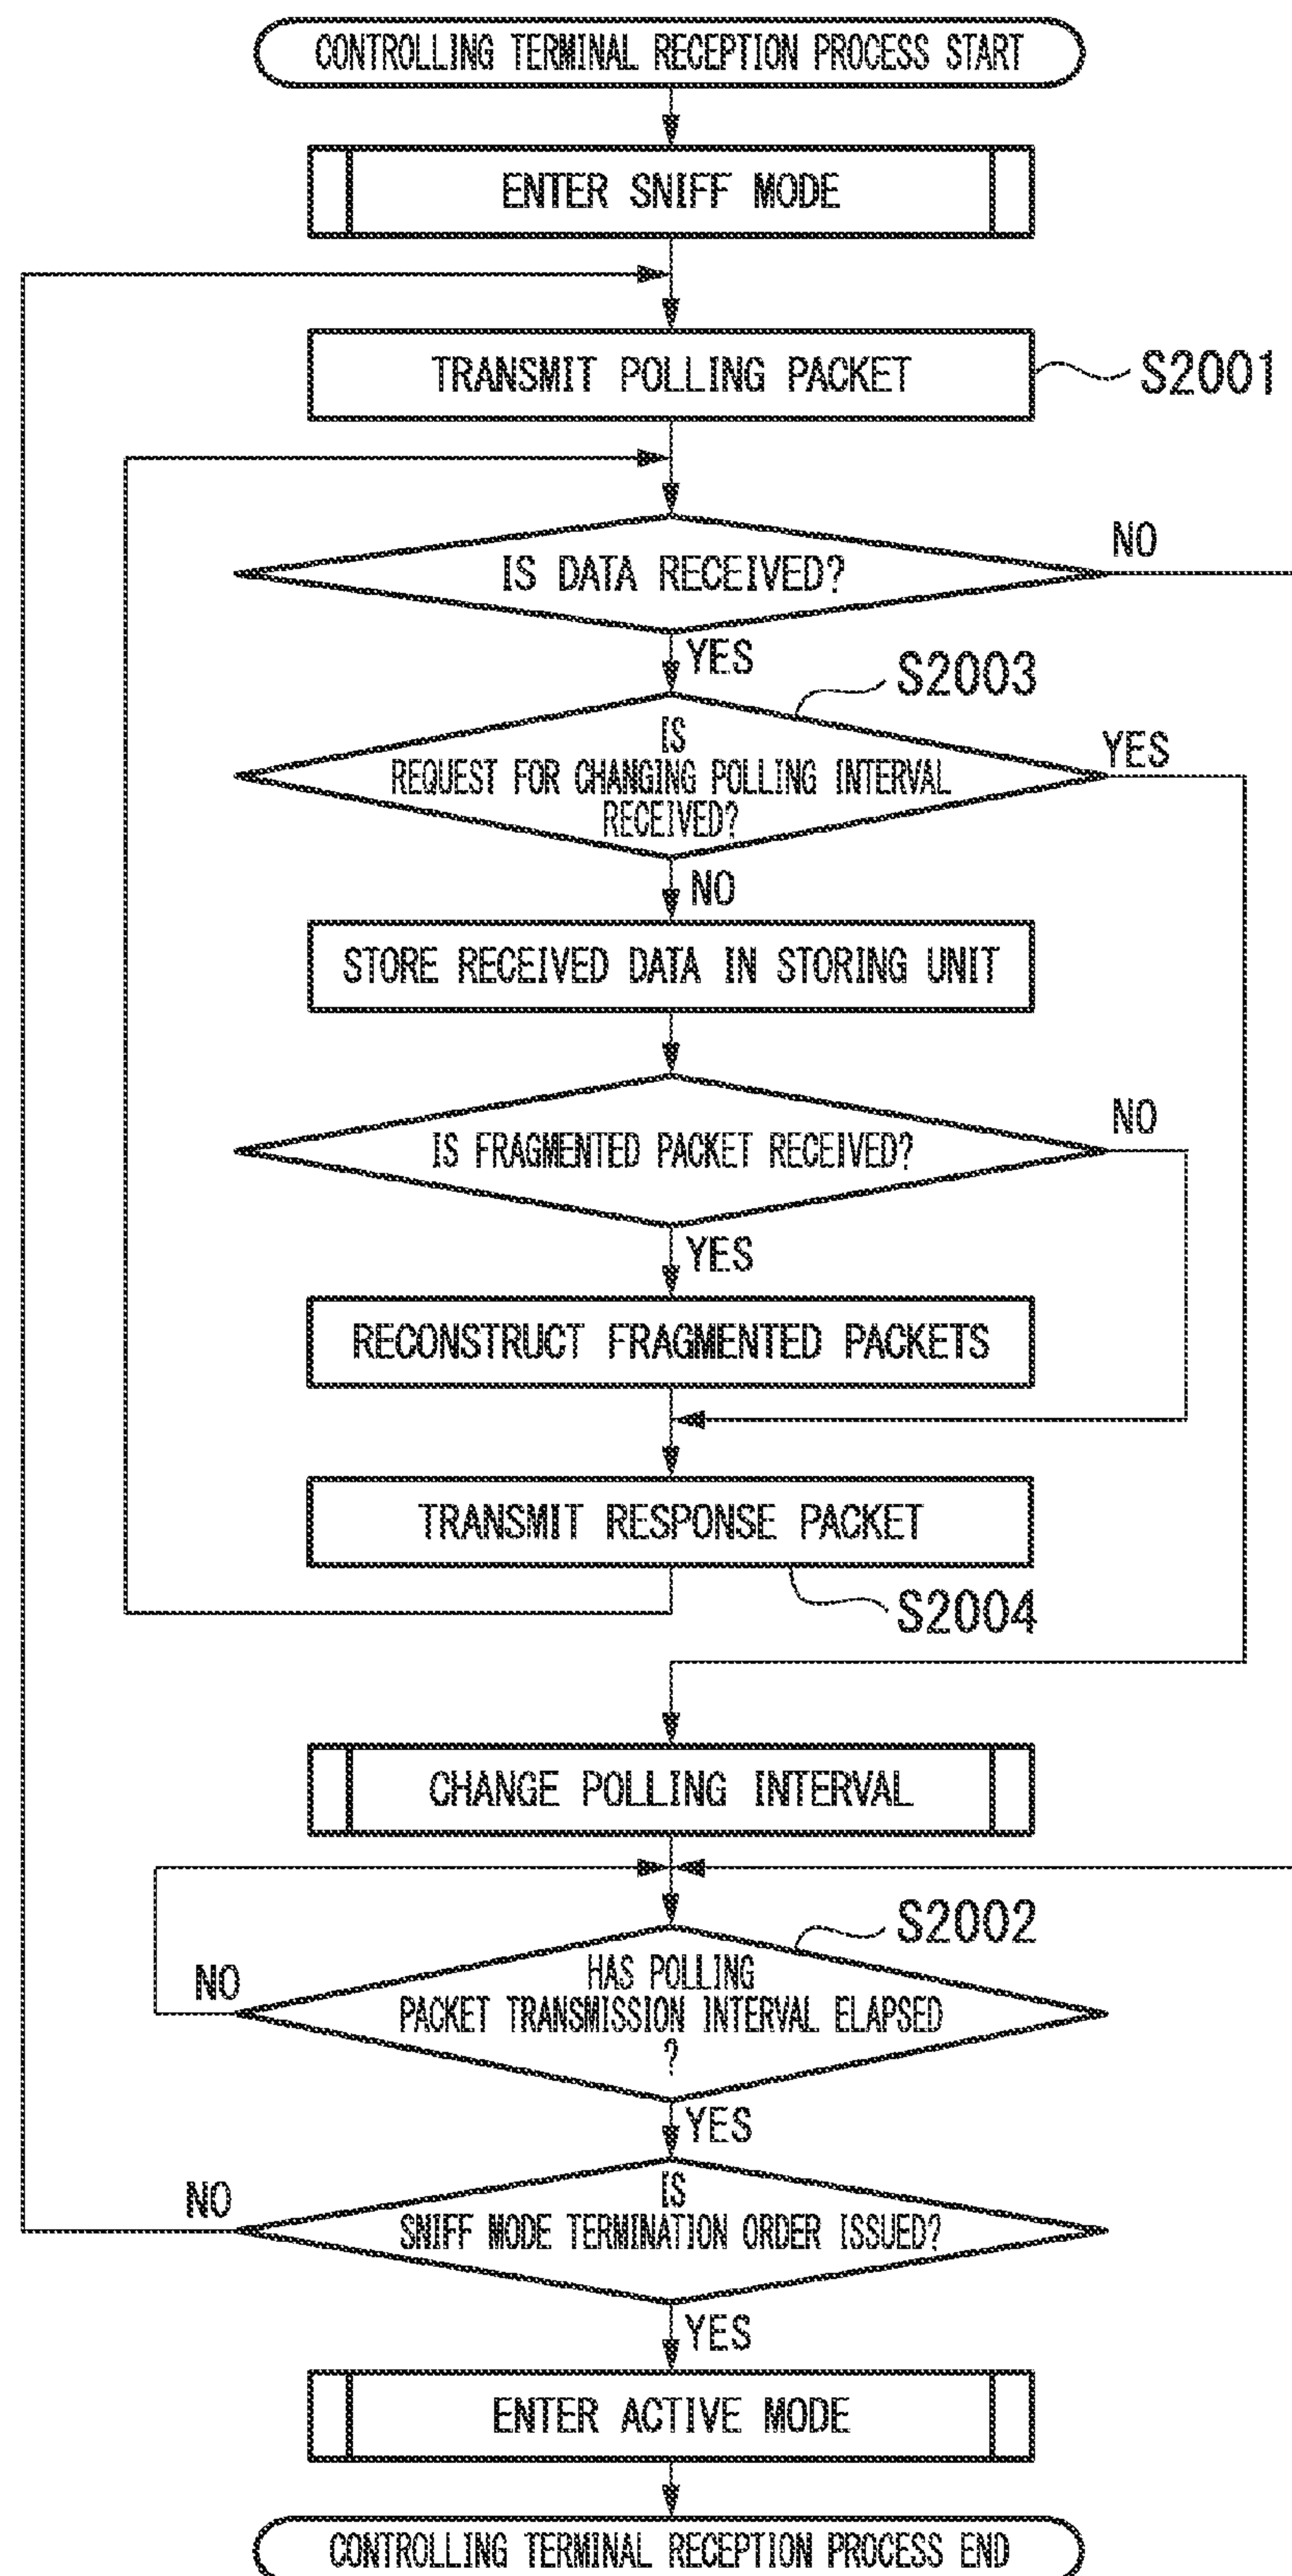 CONTROLLING TERMINAL RECEPTION PROCESS START
ENTER SNIFF MODE
TRANSMIT POLLING PACKET
S2001
NO
IS DATA RECEIVED?
YES
S2003
IS
REQUEST FOR CHANGING POLLING INTERVAL
RECEIVED?
YES
NO
STORE RECEIVED DATA IN STORING UNIT
NO
IS FRAGMENTED PACKET RECEIVED?
YES
RECONSTRUCT FRAGMENTED PACKETS
TRANSMIT RESPONSE PACKET
S2004
CHANGE POLLING INTERVAL
S2002
NO
HAS POLLING
PACKET TRANSMISSION INTERVAL ELAPSED
?
YES
NO
IS
SNIFF MODE TERMINATION ORDER ISSUED?
YES
ENTER ACTIVE MODE
CONTROLLING TERMINAL RECEPTION PROCESS END